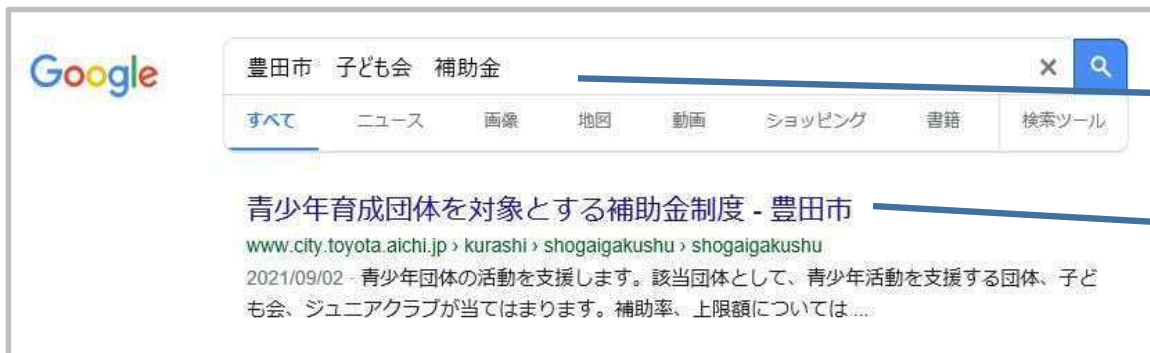 Google
豊田市 子ども会 補助金
すべて ニュース 画像 地図 動画 ショッピング 書籍 検索ツール
青少年育成団体を対象とする補助金制度 - 豊田市
www.city.toyota.aichi.jp › kurashi › shogaigakushu › shogaigakushu
2021/09/02 - 青少年団体の活動を支援します。該当団体として、青少年活動を支援する団体、子ど
も会、ジュニアクラブが当てはまります。補助率、上限額については ...